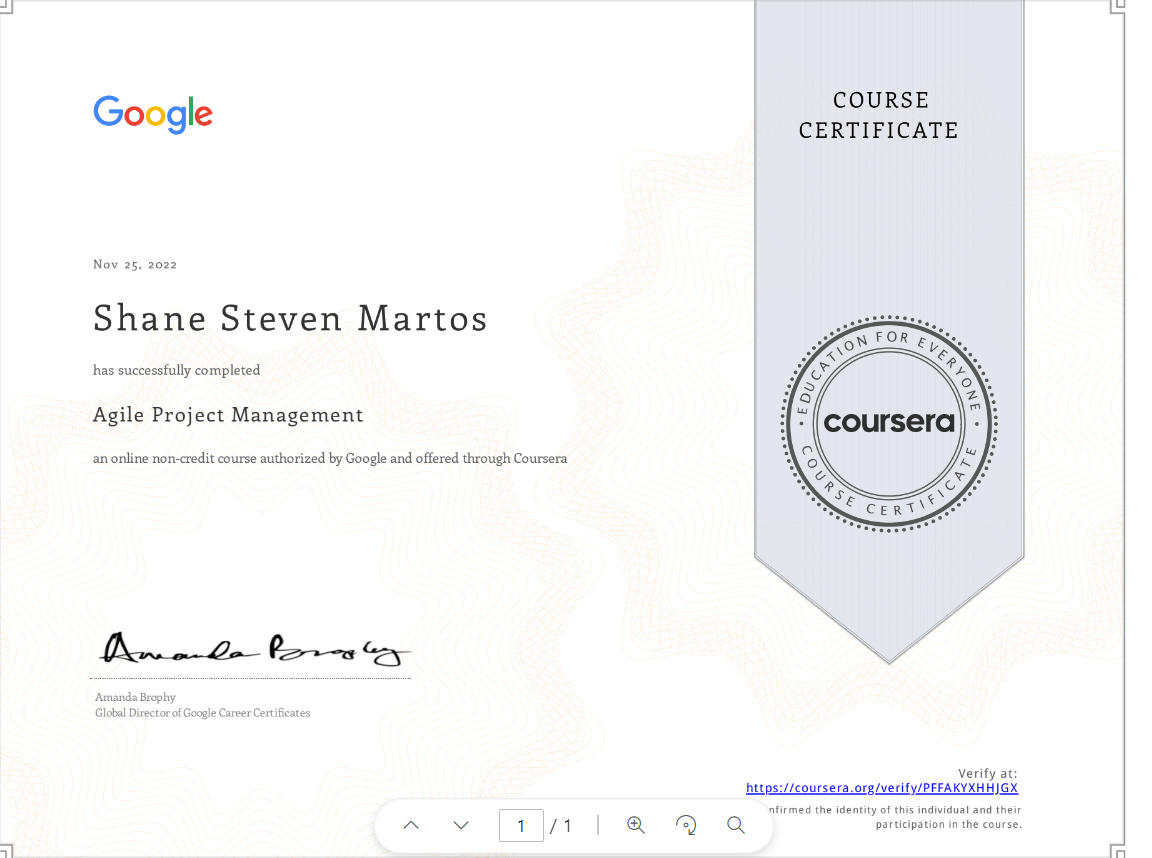 Google
COURSE
CERTIFICATE
Nov 25, 2022
Shane Steven Martos
has successfully completed
Agile Project Management
an online non-credit course authorized by Google and offered through Coursera
EDUCATION FOR EVERYONE
coursera
COURSE CERTIFICATE
Amanda Brophy
Amanda Brophy
Global Director of Google Career Certificates
Verify at:
https://coursera.org/verify/PFFAKYXHHJGX
nfirmed the identity of this individual and their
participation in the course.
1 / 1